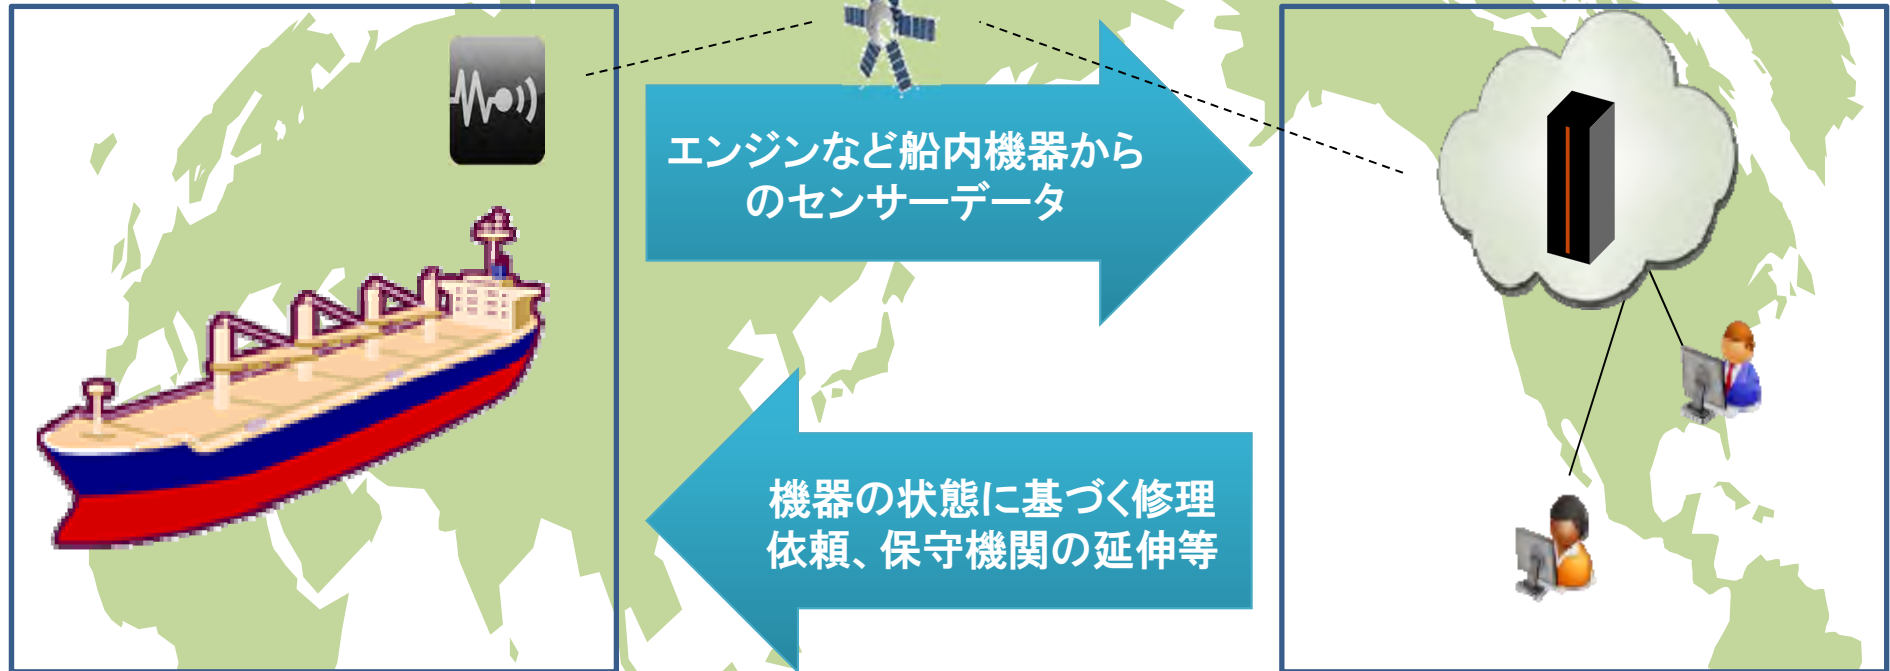 エンジンなど船内機器から
のセンサーデータ
機器の状態に基づく修理
依頼、保守機関の延伸等